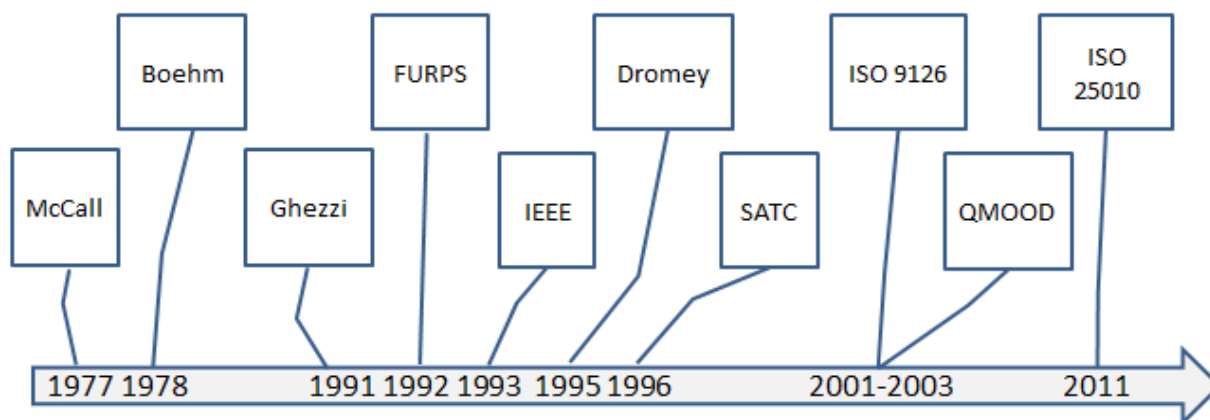 Boehm
FURPS
Dromey
ISO 9126
ISO
25010
McCall
Ghezzi
IEEE
SATC
QMOOD
1977 1978 1991 1992 1993 1995 1996 2001-2003 2011